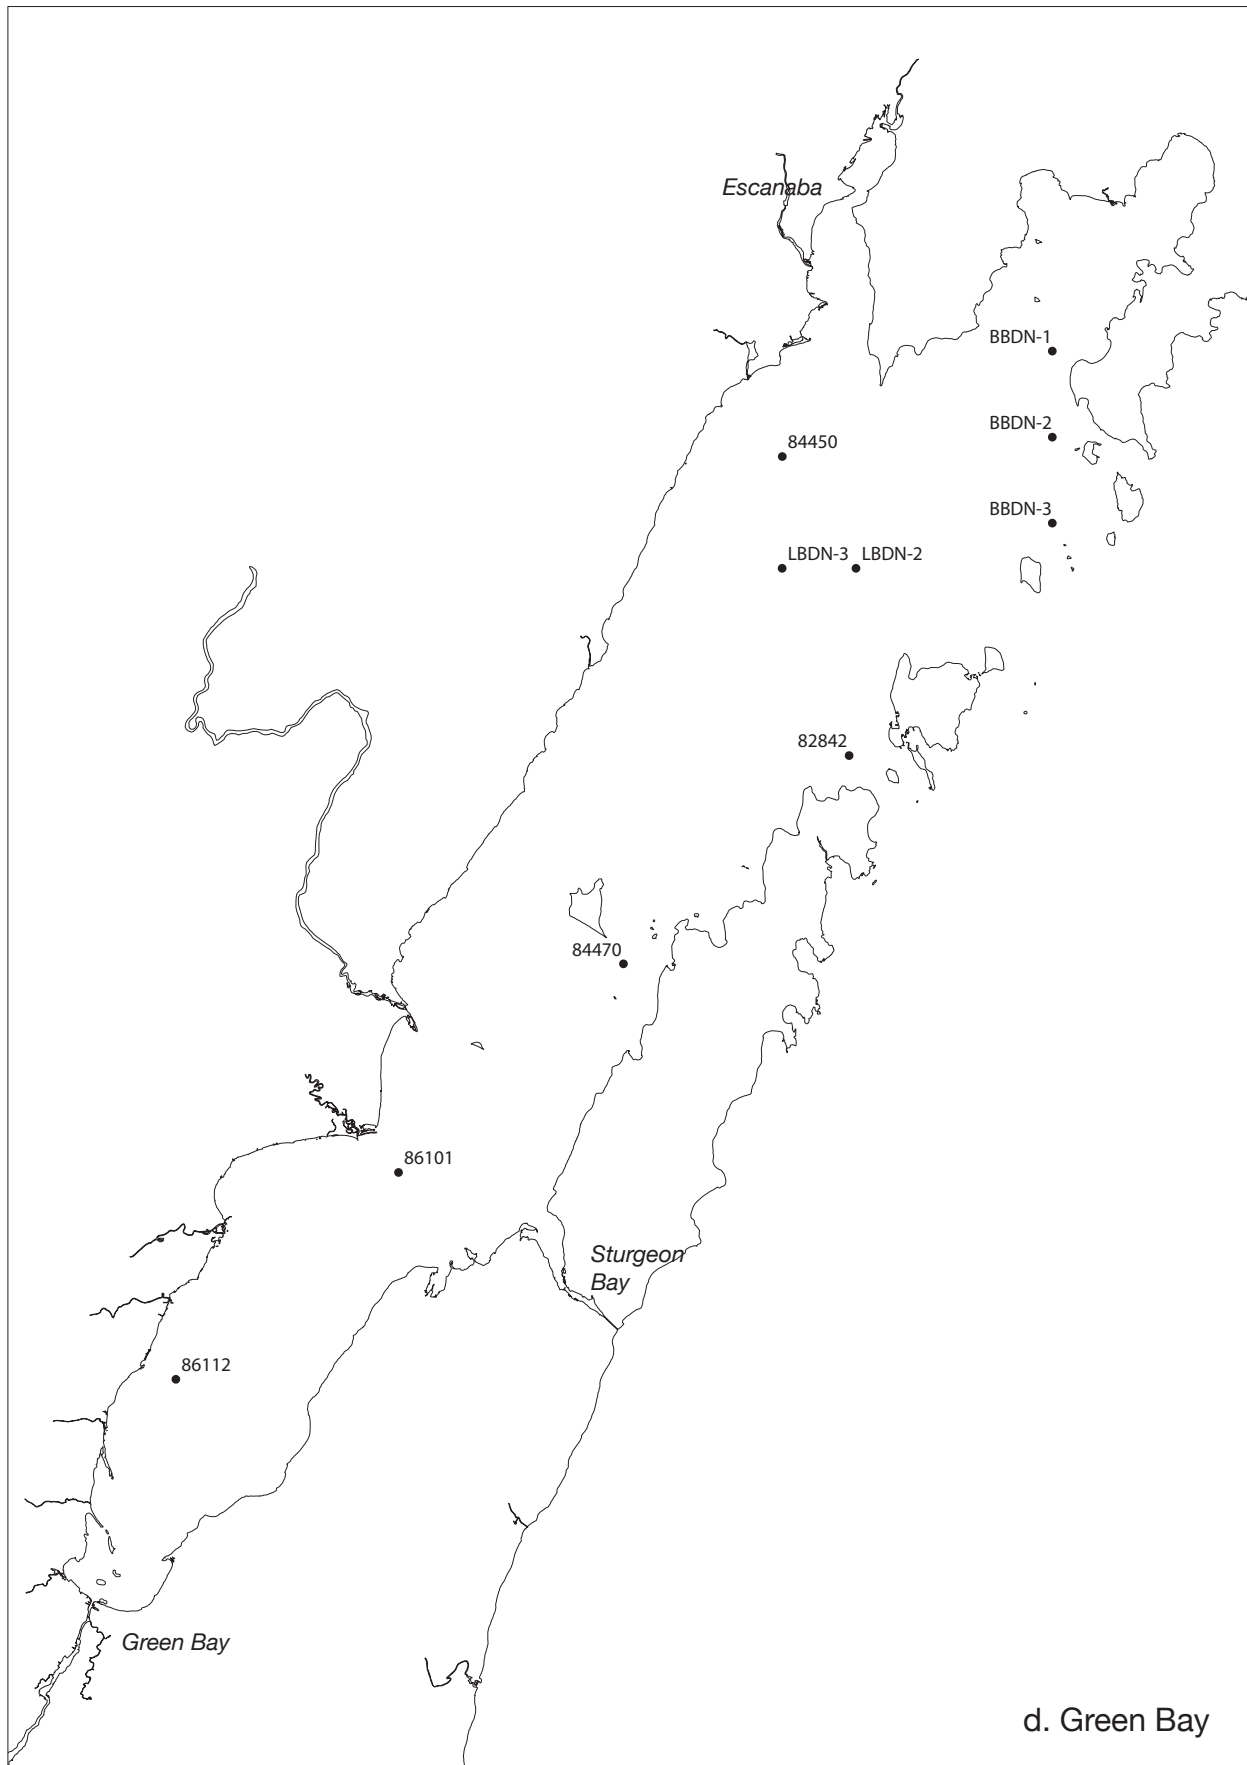 Escanaba
BBDN-1
BBDN-2
84450
BBDN-3
LBDN-3
LBDN-2
82842
84470
86101
Sturgeon
Bay
86112
Green Bay
d. Green Bay